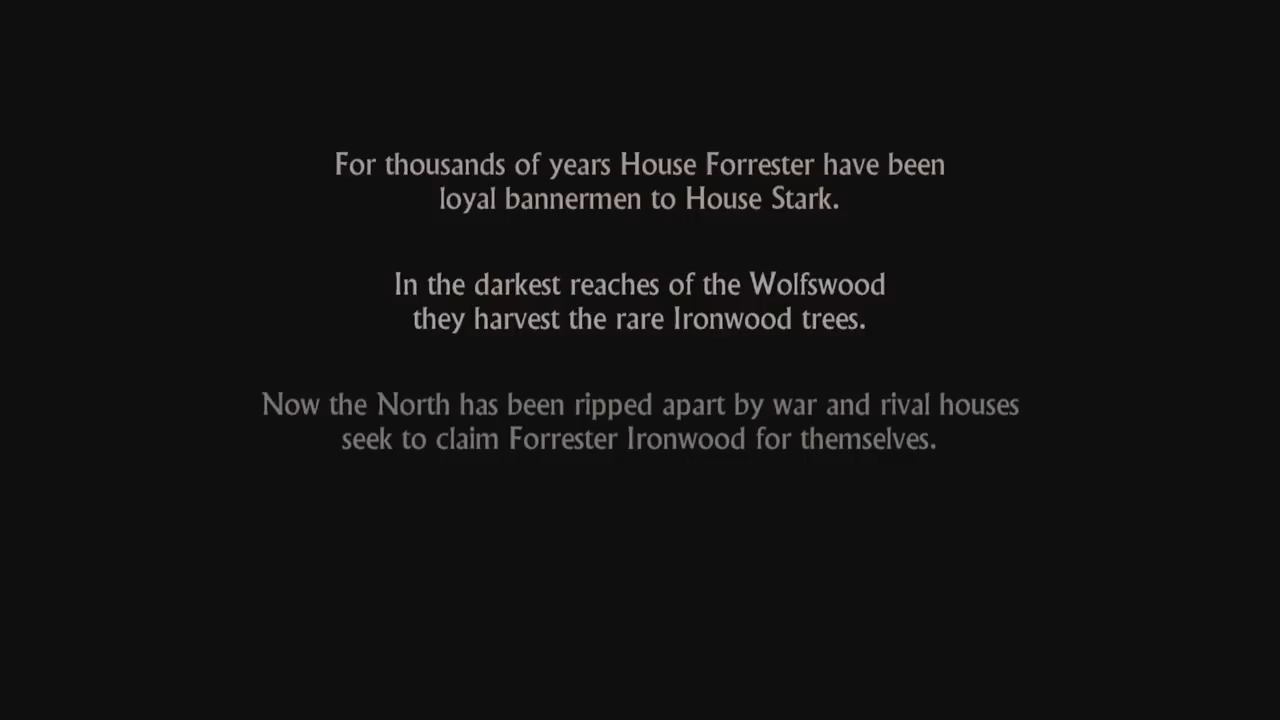 For thousands of years House Forrester have been
loyal bannermen to House Stark.
In the darkest reaches of the Wolfswood
they harvest the rare Ironwood trees.
Now the North has been ripped apart by war and rival houses
seek to claim Forrester Ironwood for themselves.